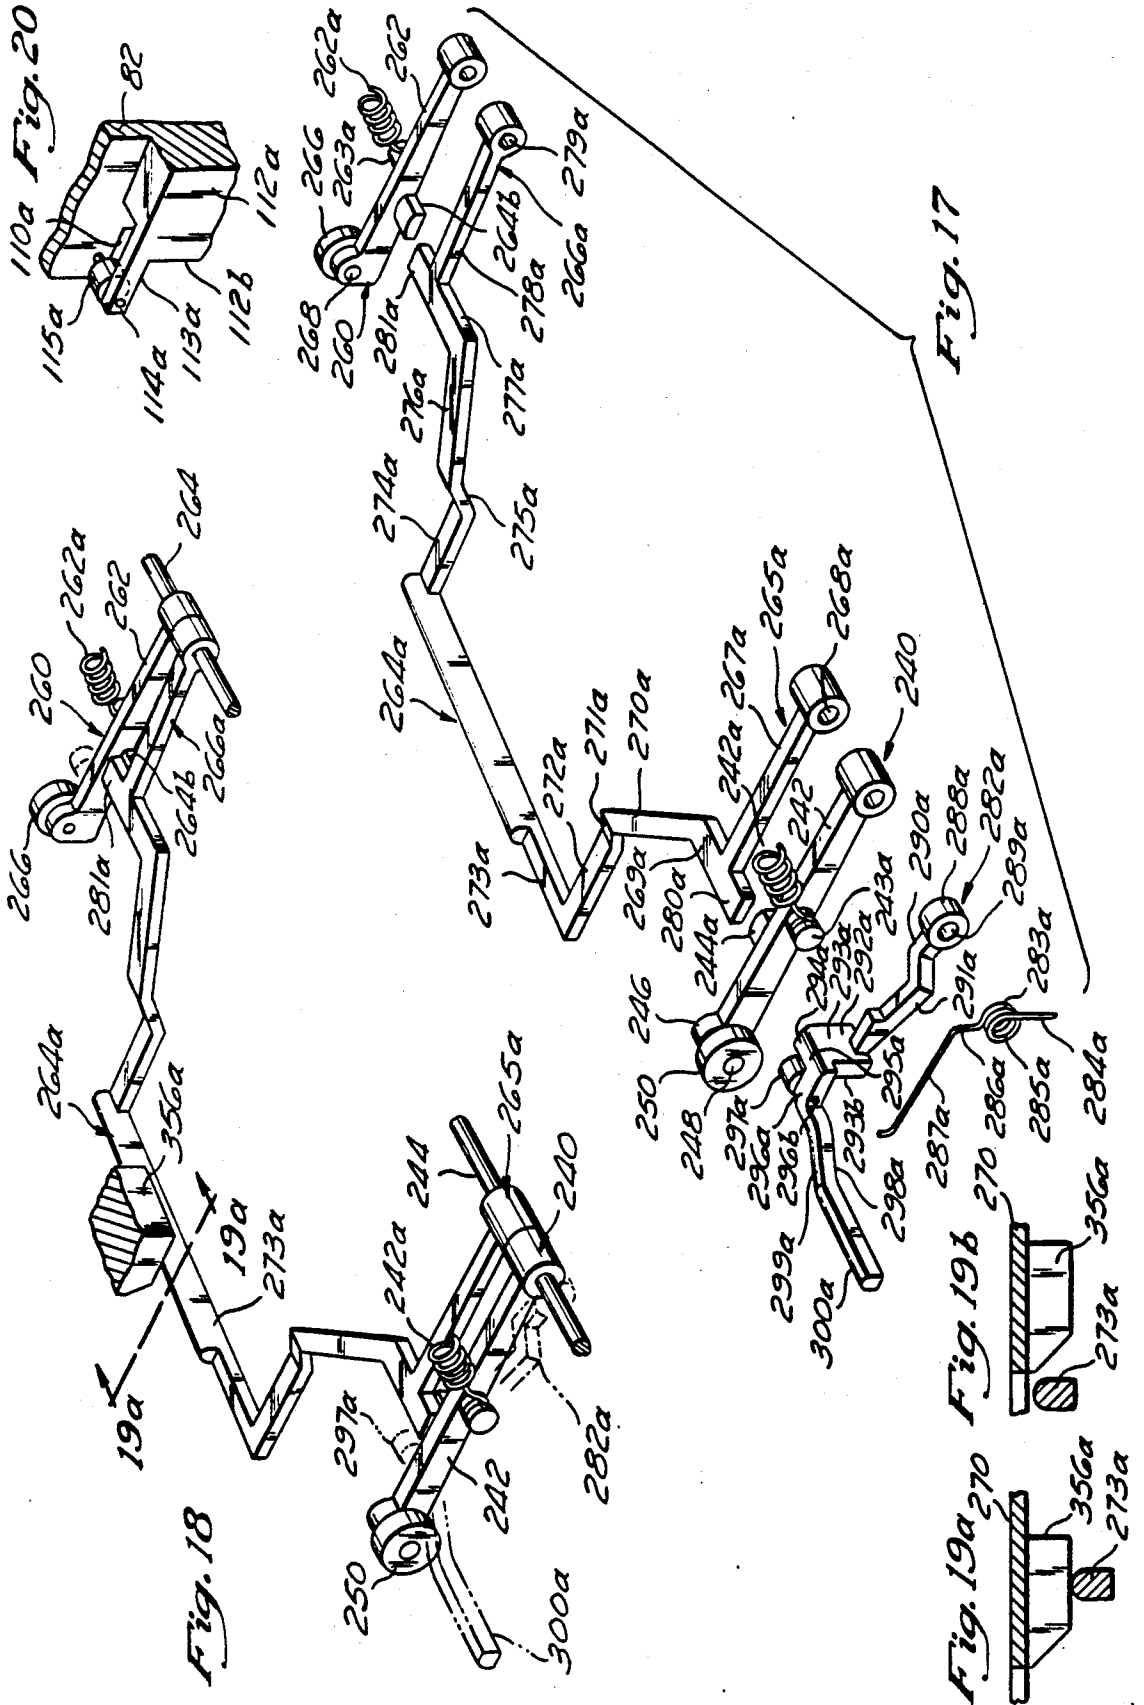 Fig. 20
82
110a
115a
114a
113a
112b
112a
Fig. 18
264
262a
262
260
266
281a
264b
266a
264a
356a
19a
19a
273a
244
265a
240
242a
297a
282a
242
250
300a
Fig. 17
262a
262
266
263a
268
260
281a
264b
279a
266a
278a
277a
276a
274a
275a
264a
273a
272a
271a
270a
269a
280a
265a
267a
268a
242a
242
240
244a
243a
246
250
248
290a
288a
282a
289a
291a
294a
293a
292a
295a
297a
296a
296b
293b
298a
299a
300a
283a
287a
286a
285a
284a
Fig. 19a
270
356a
273a
Fig. 19b
270
356a
273a